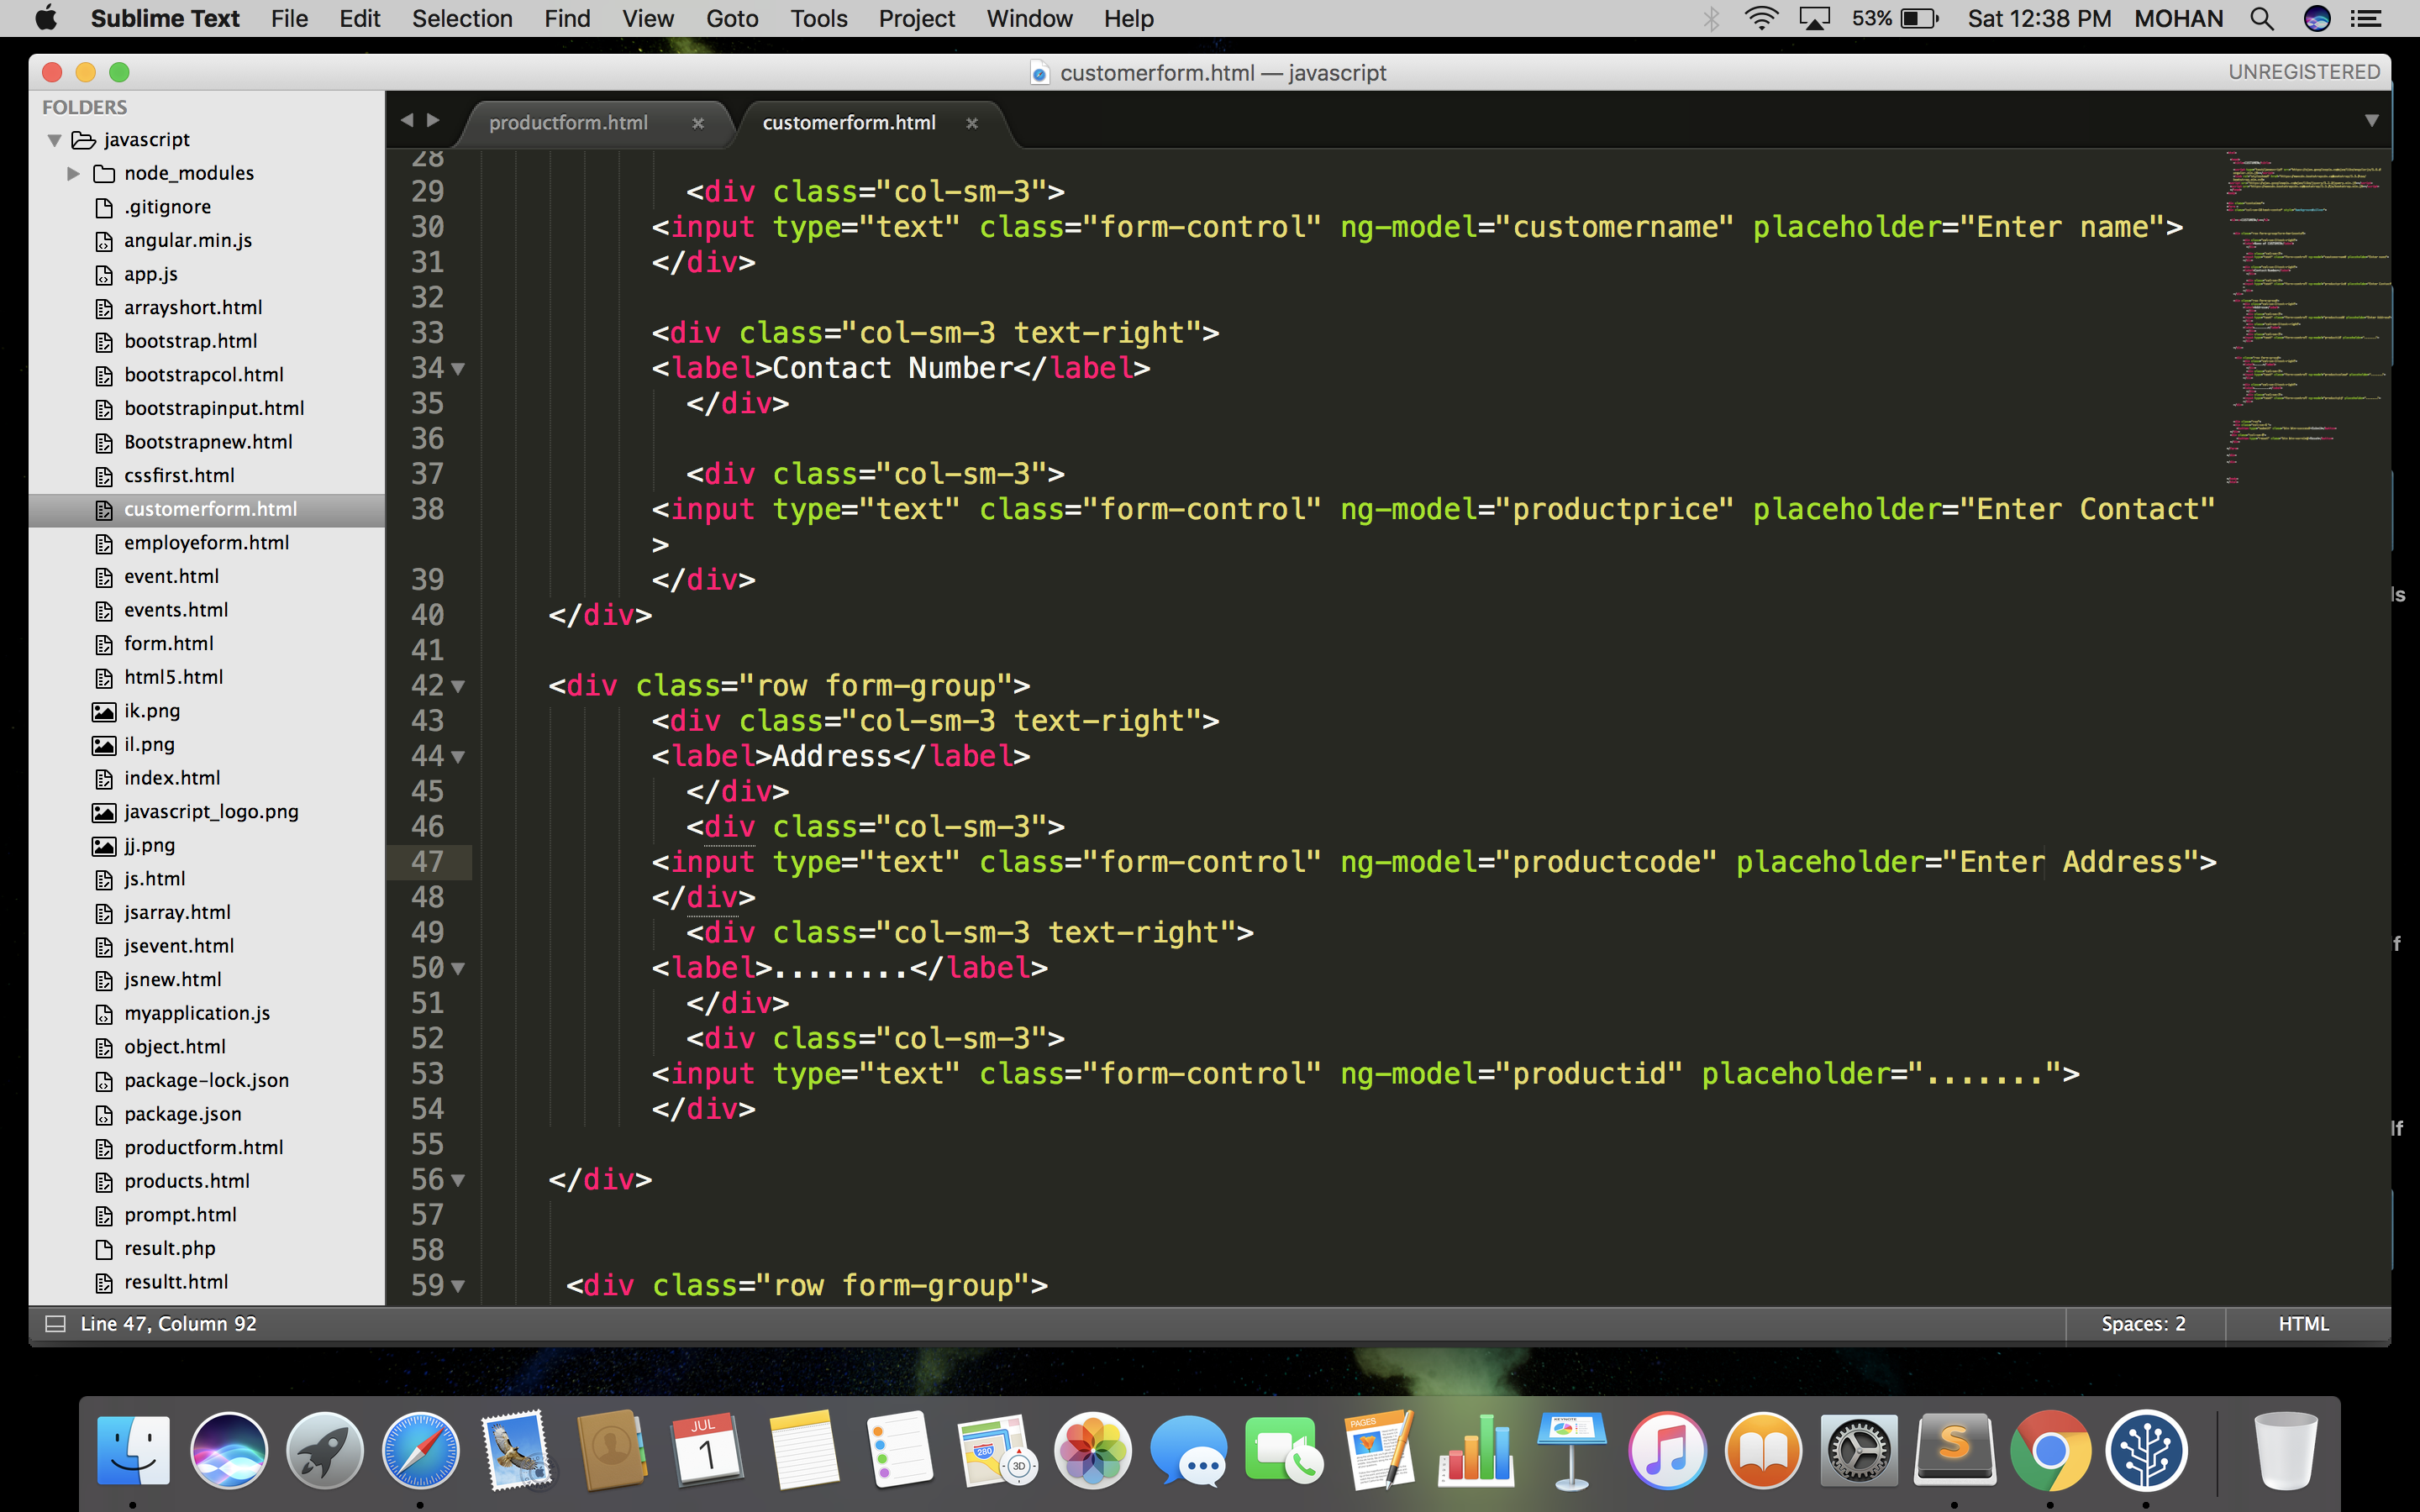 Sublime Text File Edit Selection Find View Goto Tools Project Window Help 53% Sat 12:38 PM MOHAN
customerform.html — javascript UNREGISTERED
FOLDERS
javascript
node_modules
.gitignore
angular.min.js
app.js
arrayshort.html
bootstrap.html
bootstrapcol.html
bootstrapinput.html
Bootstrapnew.html
cssfirst.html
customerform.html
employeform.html
event.html
events.html
form.html
html5.html
ik.png
il.png
index.html
javascript_logo.png
jj.png
js.html
jsarray.html
jsevent.html
jsnew.html
myapplication.js
object.html
package-lock.json
package.json
productform.html
products.html
prompt.html
result.php
resultt.html
productform.html × customerform.html ×
28
29 <div class="col-sm-3">
30 <input type="text" class="form-control" ng-model="customername" placeholder="Enter name">
31 </div>
32
33 <div class="col-sm-3 text-right">
34 <label>Contact Number</label>
35 </div>
36
37 <div class="col-sm-3">
38 <input type="text" class="form-control" ng-model="productprice" placeholder="Enter Contact"
>
39 </div>
40 </div>
41
42 <div class="row form-group">
43 <div class="col-sm-3 text-right">
44 <label>Address</label>
45 </div>
46 <div class="col-sm-3">
47 <input type="text" class="form-control" ng-model="productcode" placeholder="Enter Address">
48 </div>
49 <div class="col-sm-3 text-right">
50 <label>........</label>
51 </div>
52 <div class="col-sm-3">
53 <input type="text" class="form-control" ng-model="productid" placeholder=".......">
54 </div>
55
56 </div>
57
58
59 <div class="row form-group">
ls
f
lf
Line 47, Column 92 Spaces: 2 HTML
JUL
1
280
3D
PAGES
KEYNOTE
S